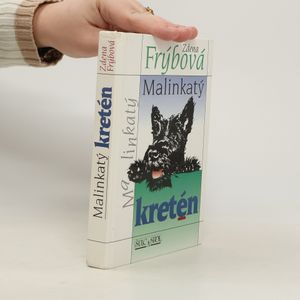 Zdena
Frýbová
Malinkatý
Malinkatý
kretén
Zdena
Frýbová
Malinkatý kretén